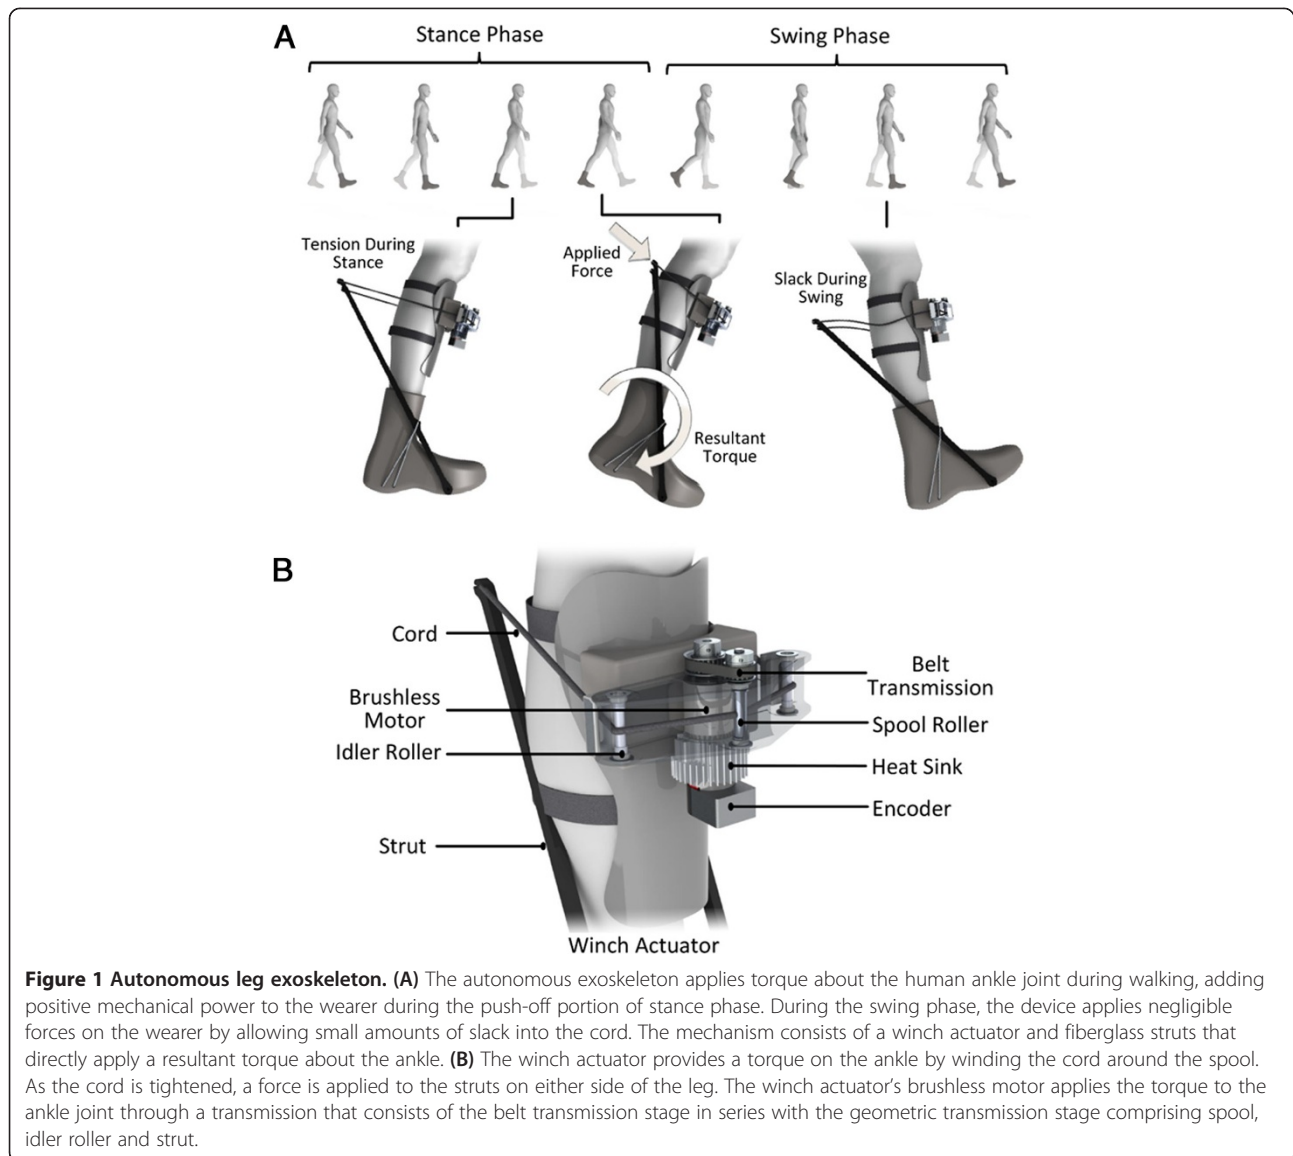 A
Stance Phase
Swing Phase
Tension During
Stance
Applied
Force
Slack During
Swing
Resultant
Torque
B
Cord
Brushless
Motor
Idler Roller
Strut
Belt
Transmission
Spool Roller
Heat Sink
Encoder
Winch Actuator
Figure 1 Autonomous leg exoskeleton. (A) The autonomous exoskeleton applies torque about the human ankle joint during walking, adding
positive mechanical power to the wearer during the push-off portion of stance phase. During the swing phase, the device applies negligible
forces on the wearer by allowing small amounts of slack into the cord. The mechanism consists of a winch actuator and fiberglass struts that
directly apply a resultant torque about the ankle. (B) The winch actuator provides a torque on the ankle by winding the cord around the spool.
As the cord is tightened, a force is applied to the struts on either side of the leg. The winch actuator's brushless motor applies the torque to the
ankle joint through a transmission that consists of the belt transmission stage in series with the geometric transmission stage comprising spool,
idler roller and strut.